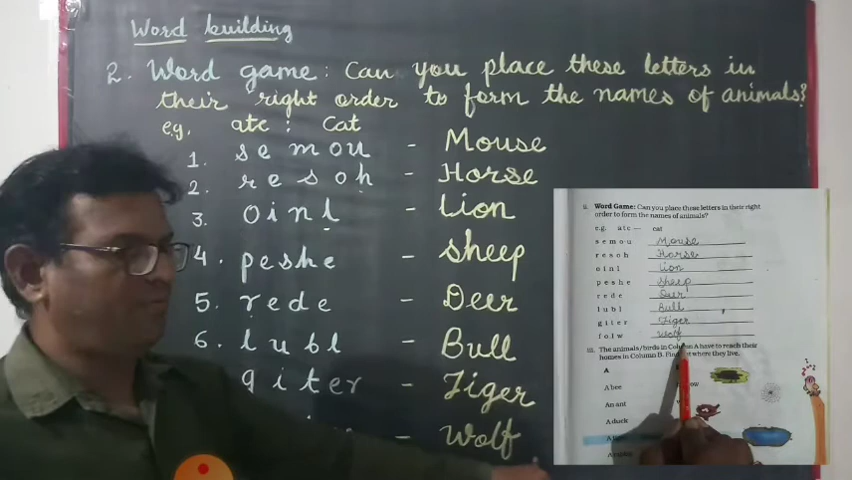 Word building
2. Word game: Can you place these letters in
their right order to form the names of animals?
e.g. atc : Cat
1. s e m o u - Mouse
2. r e s o h - Horse
3. o i n l - Lion
4. p e s h e - Sheep
5. r e d e - Deer
6. l u b l - Bull
g i t e r - Tiger
- Wolf
ii. Word Game: Can you place these letters in their right
order to form the names of animals?
e.g. atc — cat
s e m o u Mouse
r e s o h Horse
o i n l Lion
p e s h e Sheep
r e d e Deer
l u b l Bull
g i t e r Tiger
f o l w Wolf
iii. The animals/birds in Column A have to reach their
homes in Column B. Find out where they live.
A
A bee
An ant
A duck